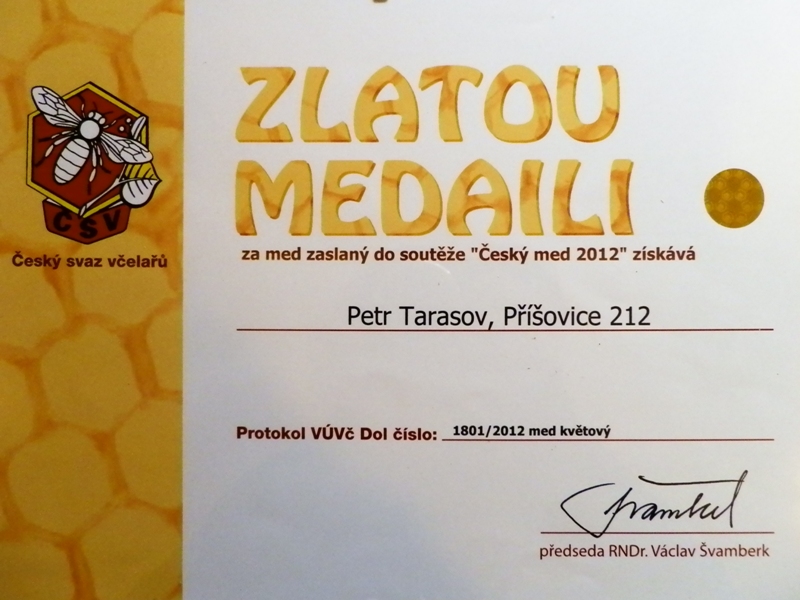 ČSV
Český svaz včelařů
ZLATOU
MEDAILI
za med zaslaný do soutěže "Český med 2012" získává
Petr Tarasov, Příšovice 212
Protokol VÚVč Dol číslo: 1801/2012 med květový
Švamberk
předseda RNDr. Václav Švamberk